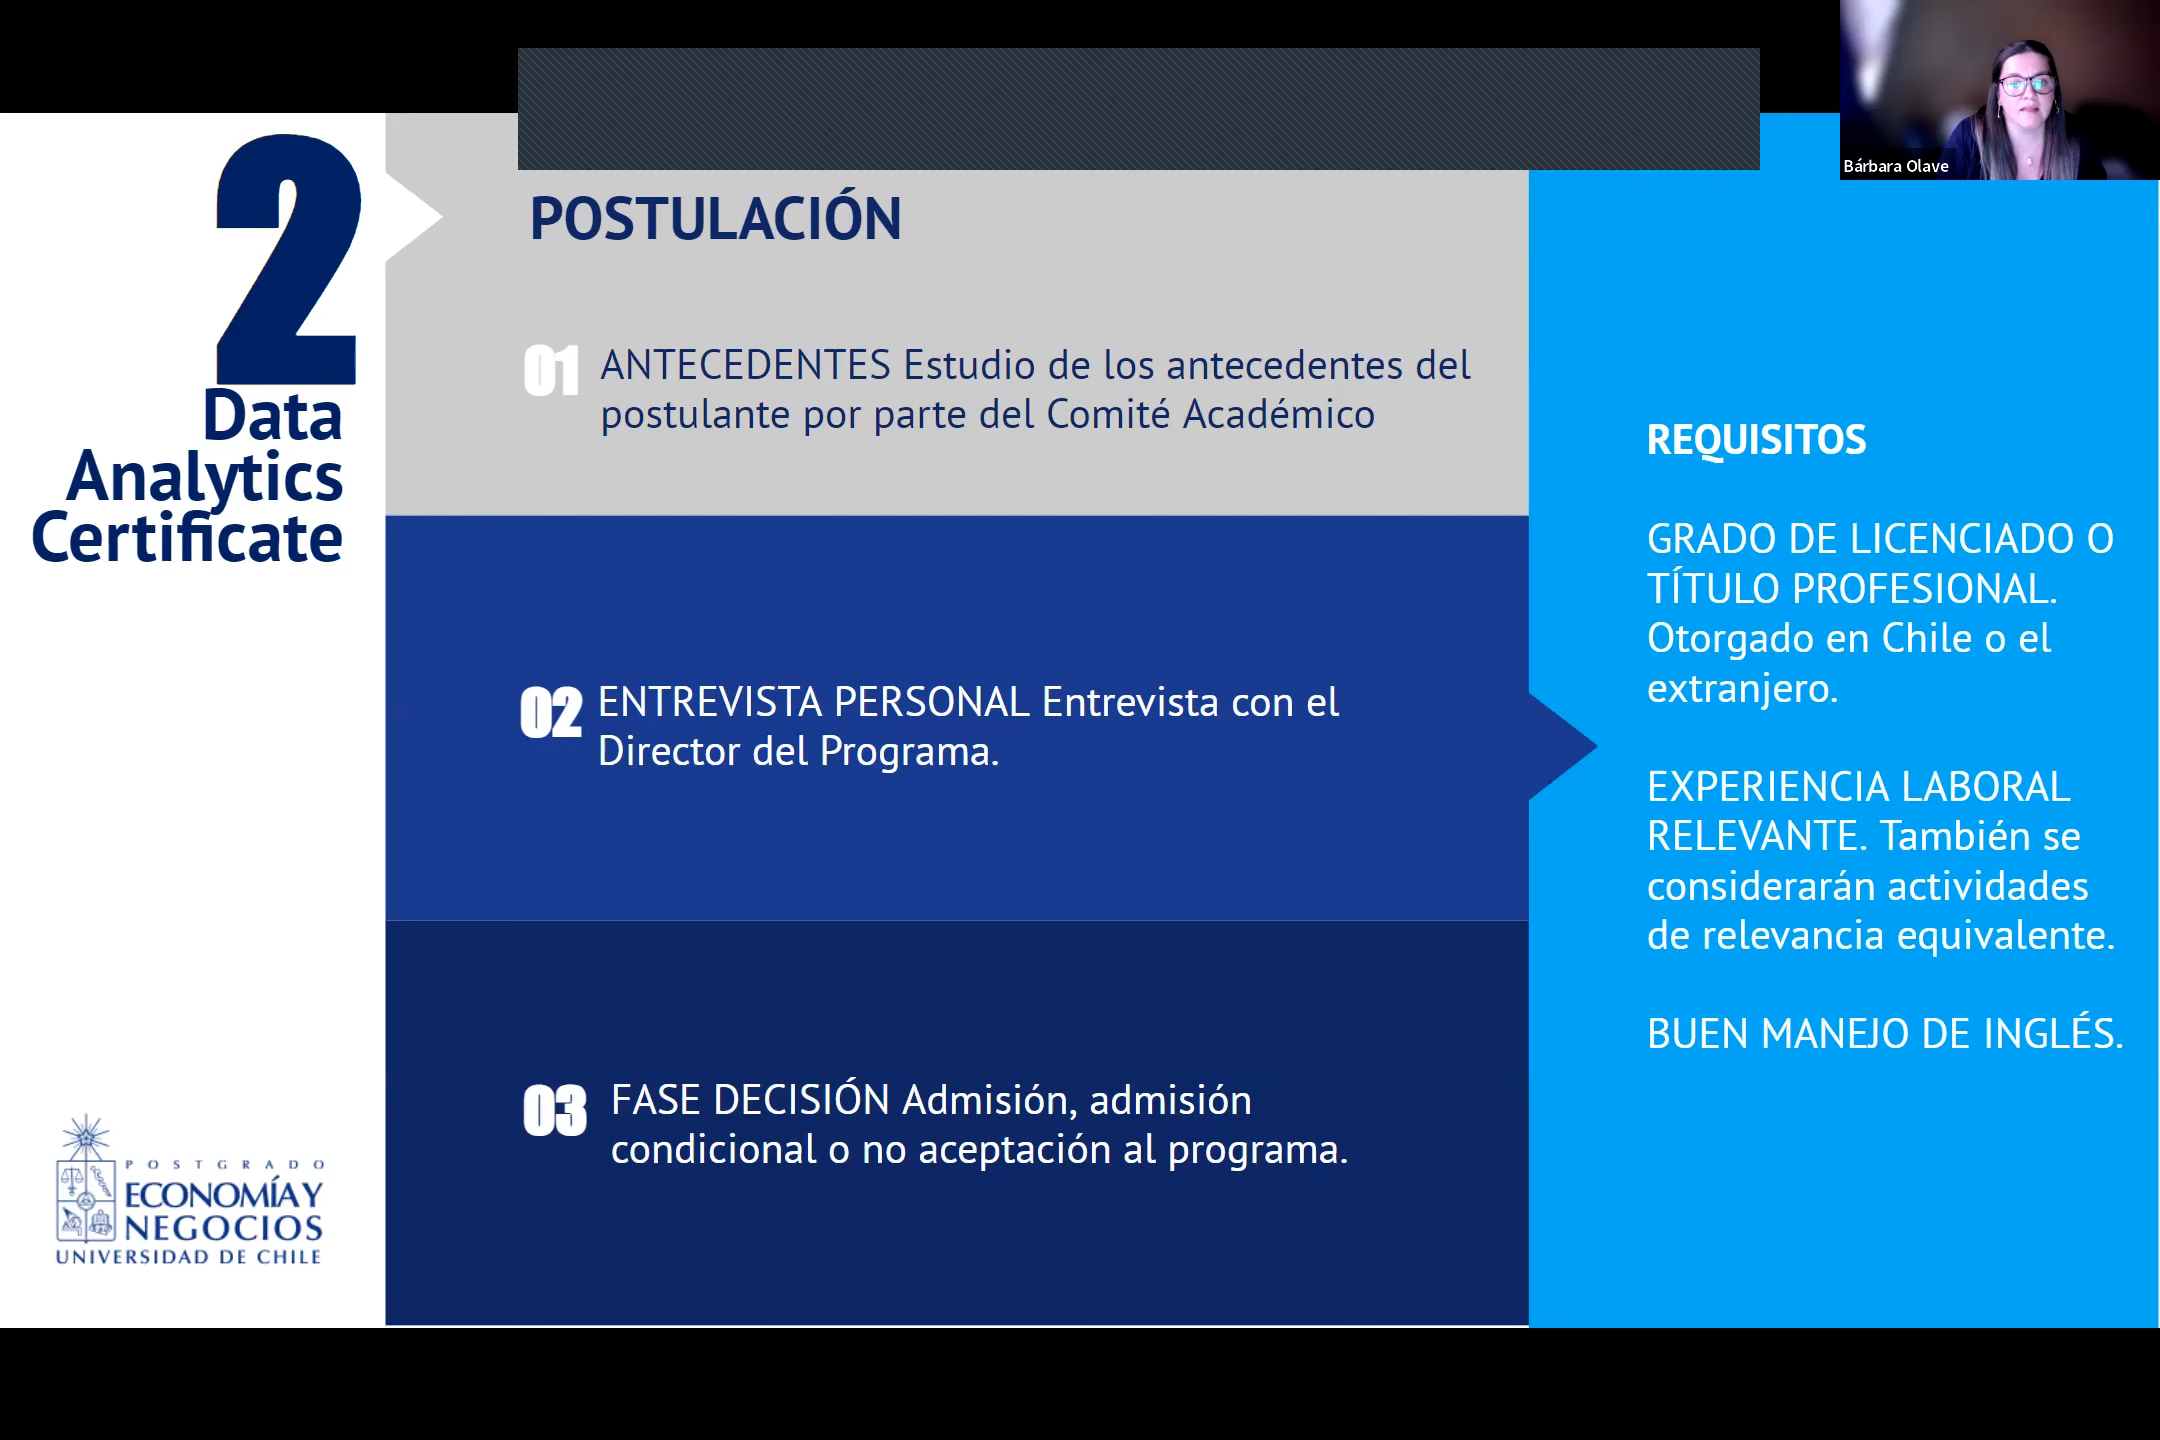 Bárbara Olave
2
Data
Analytics
Certificate
POSTULACIÓN
01 ANTECEDENTES Estudio de los antecedentes del
postulante por parte del Comité Académico
02 ENTREVISTA PERSONAL Entrevista con el
Director del Programa.
03 FASE DECISIÓN Admisión, admisión
condicional o no aceptación al programa.
REQUISITOS
GRADO DE LICENCIADO O
TÍTULO PROFESIONAL.
Otorgado en Chile o el
extranjero.
EXPERIENCIA LABORAL
RELEVANTE. También se
considerarán actividades
de relevancia equivalente.
BUEN MANEJO DE INGLÉS.
POSTGRADO
ECONOMÍA Y
NEGOCIOS
UNIVERSIDAD DE CHILE